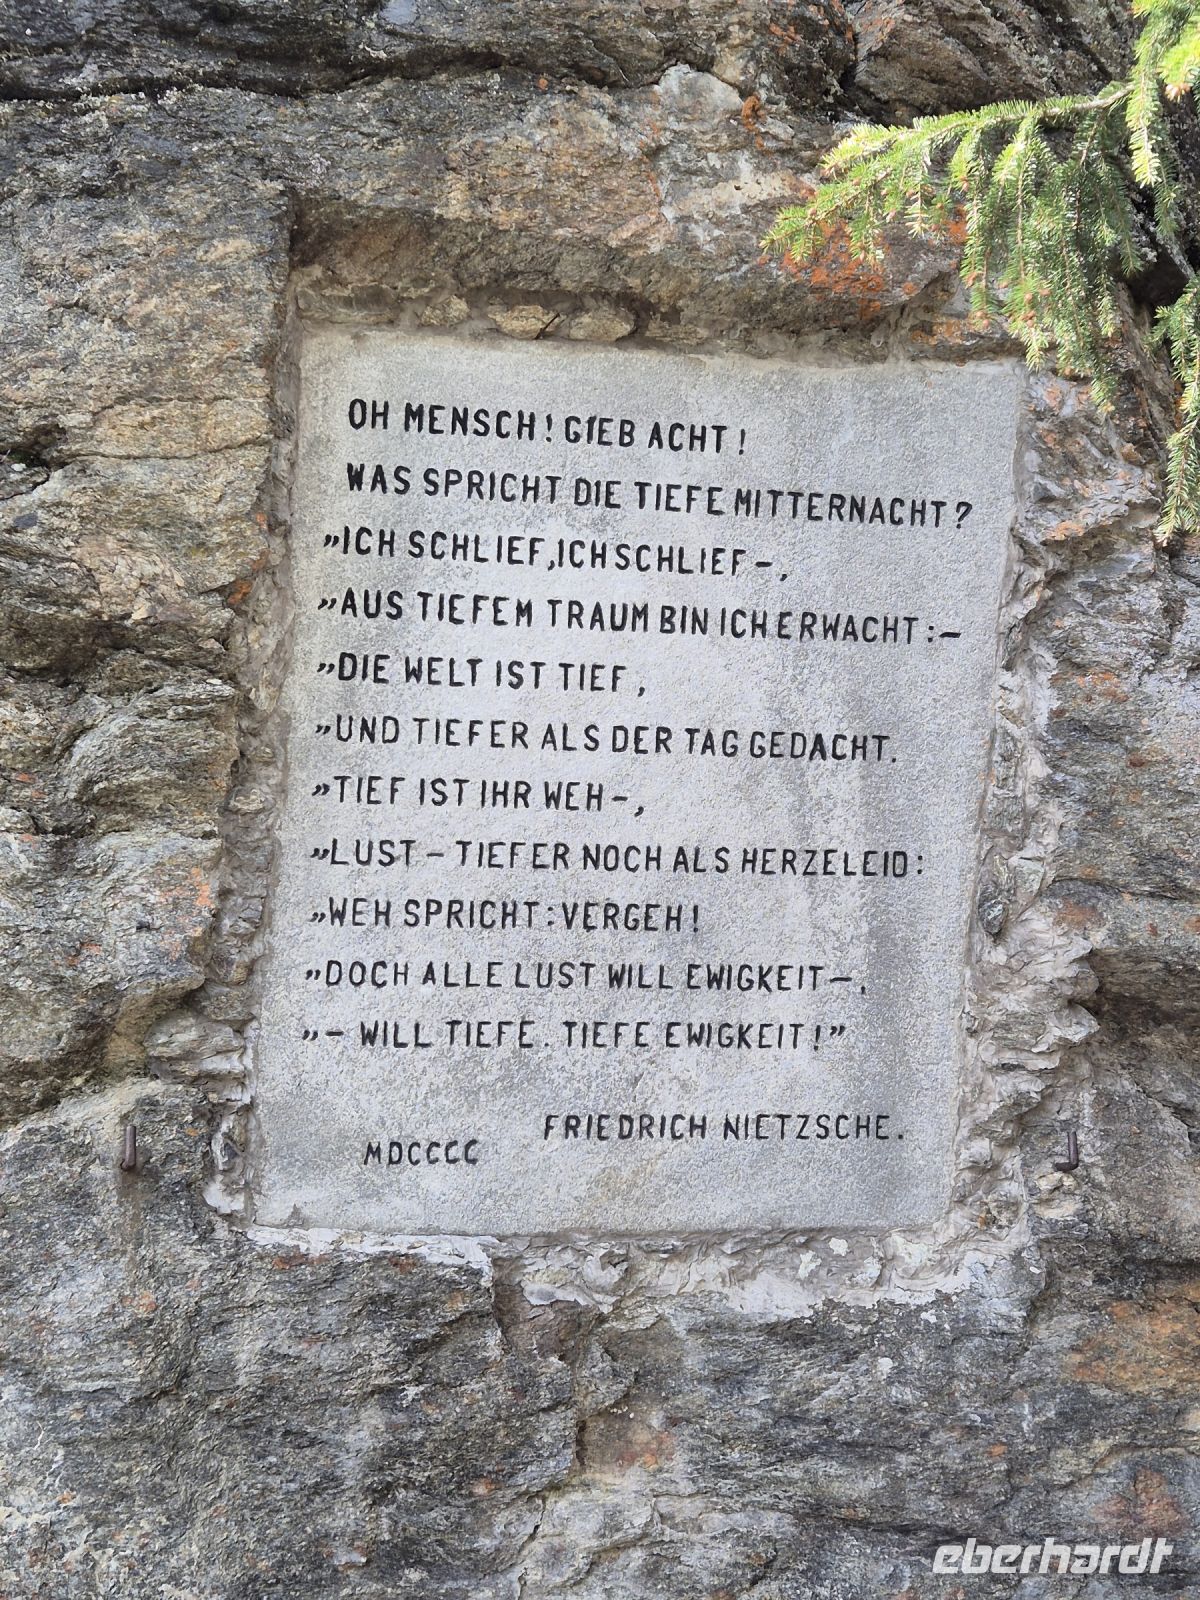 OH MENSCH! GIEB ACHT!
WAS SPRICHT DIE TIEFE MITTERNACHT?
„ICH SCHLIEF, ICH SCHLIEF –,
„AUS TIEFEM TRAUM BIN ICH ERWACHT: –
„DIE WELT IST TIEF,
„UND TIEFER ALS DER TAG GEDACHT.
„TIEF IST IHR WEH –,
„LUST – TIEFER NOCH ALS HERZELEID:
„WEH SPRICHT: VERGEH!
„DOCH ALLE LUST WILL EWIGKEIT –,
„– WILL TIEFE. TIEFE EWIGKEIT!”
FRIEDRICH NIETZSCHE.
MDCCCC
eberhardt